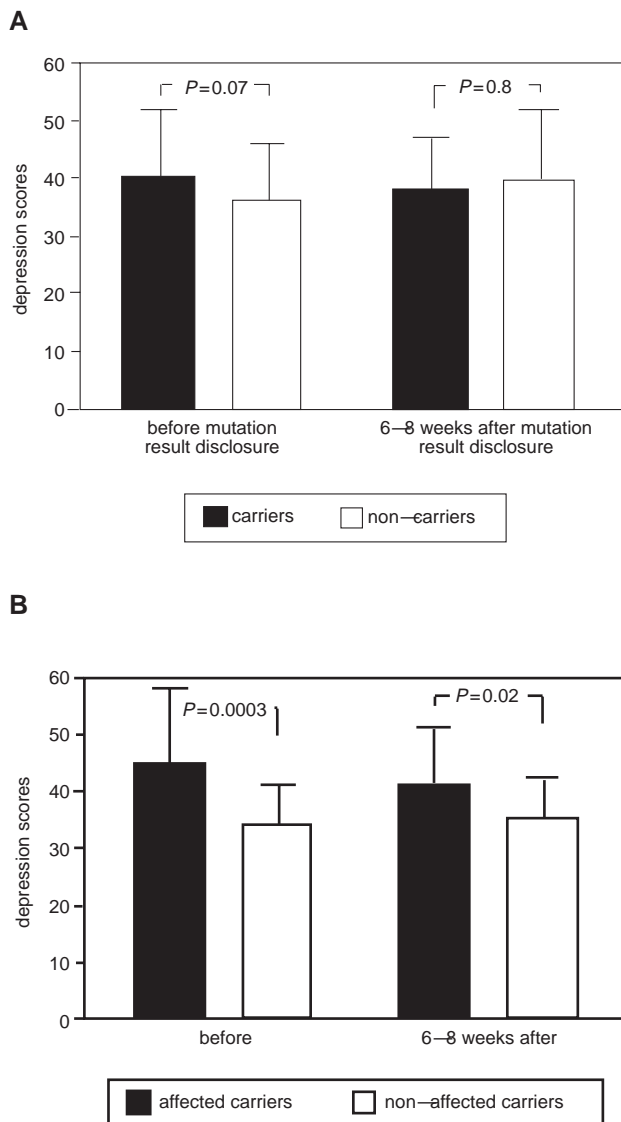 A
60
50
40
30
20
10
0
depression scores
P=0.07
P=0.8
before mutation
result disclosure
6–8 weeks after mutation
result disclosure
carriers
non–carriers
B
60
50
40
30
20
10
0
depression scores
P=0.0003
P=0.02
before
6–8 weeks after
affected carriers
non–affected carriers